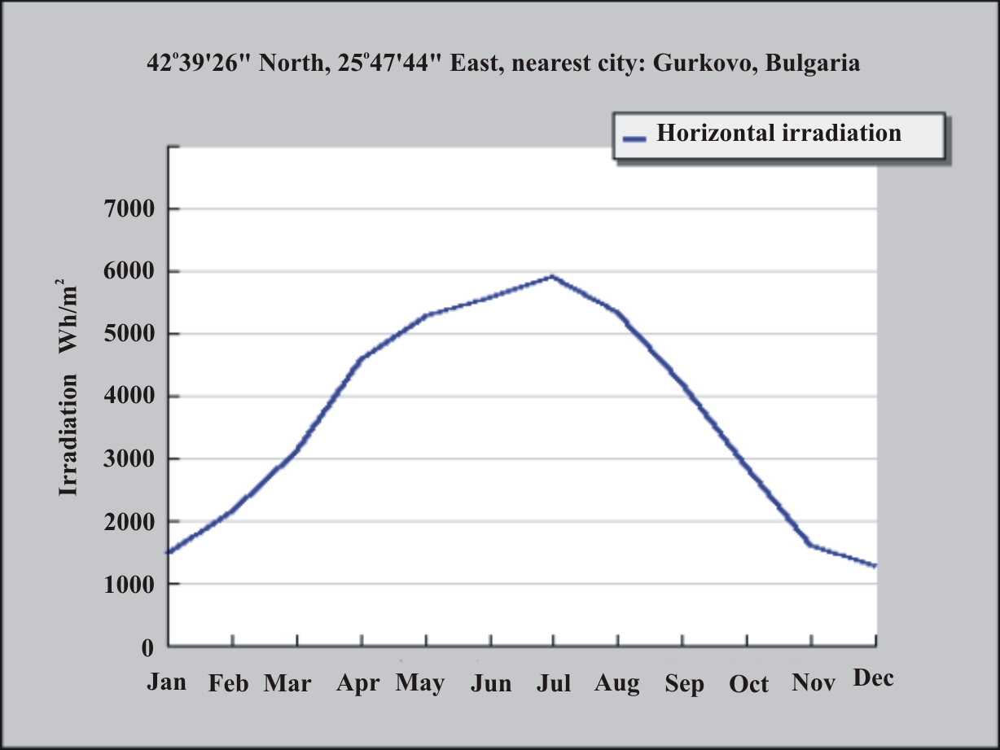 42º39'26" North, 25º47'44" East, nearest city: Gurkovo, Bulgaria
Horizontal irradiation
Irradiation Wh/m²
7000
6000
5000
4000
3000
2000
1000
0
Jan Feb Mar Apr May Jun Jul Aug Sep Oct Nov Dec